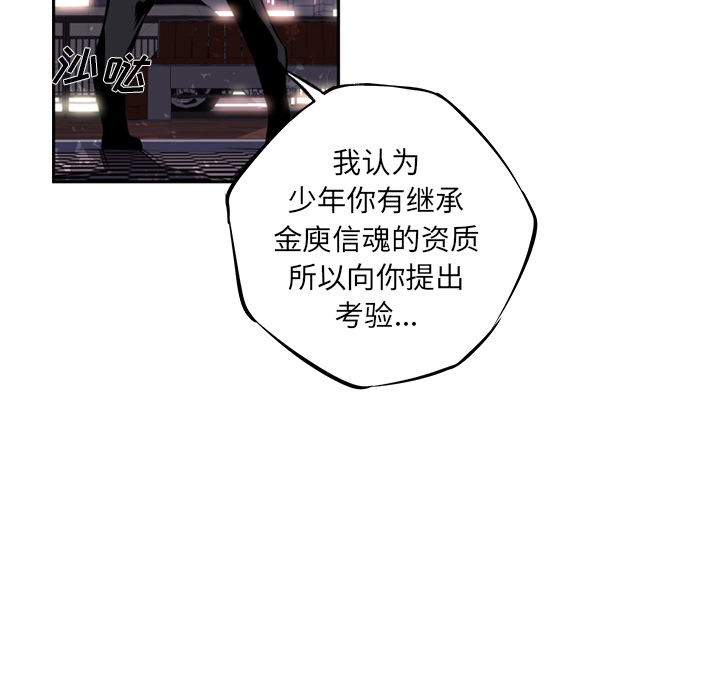 沙哒
我认为
少年你有继承
金庾信魂的资质
所以向你提出
考验…